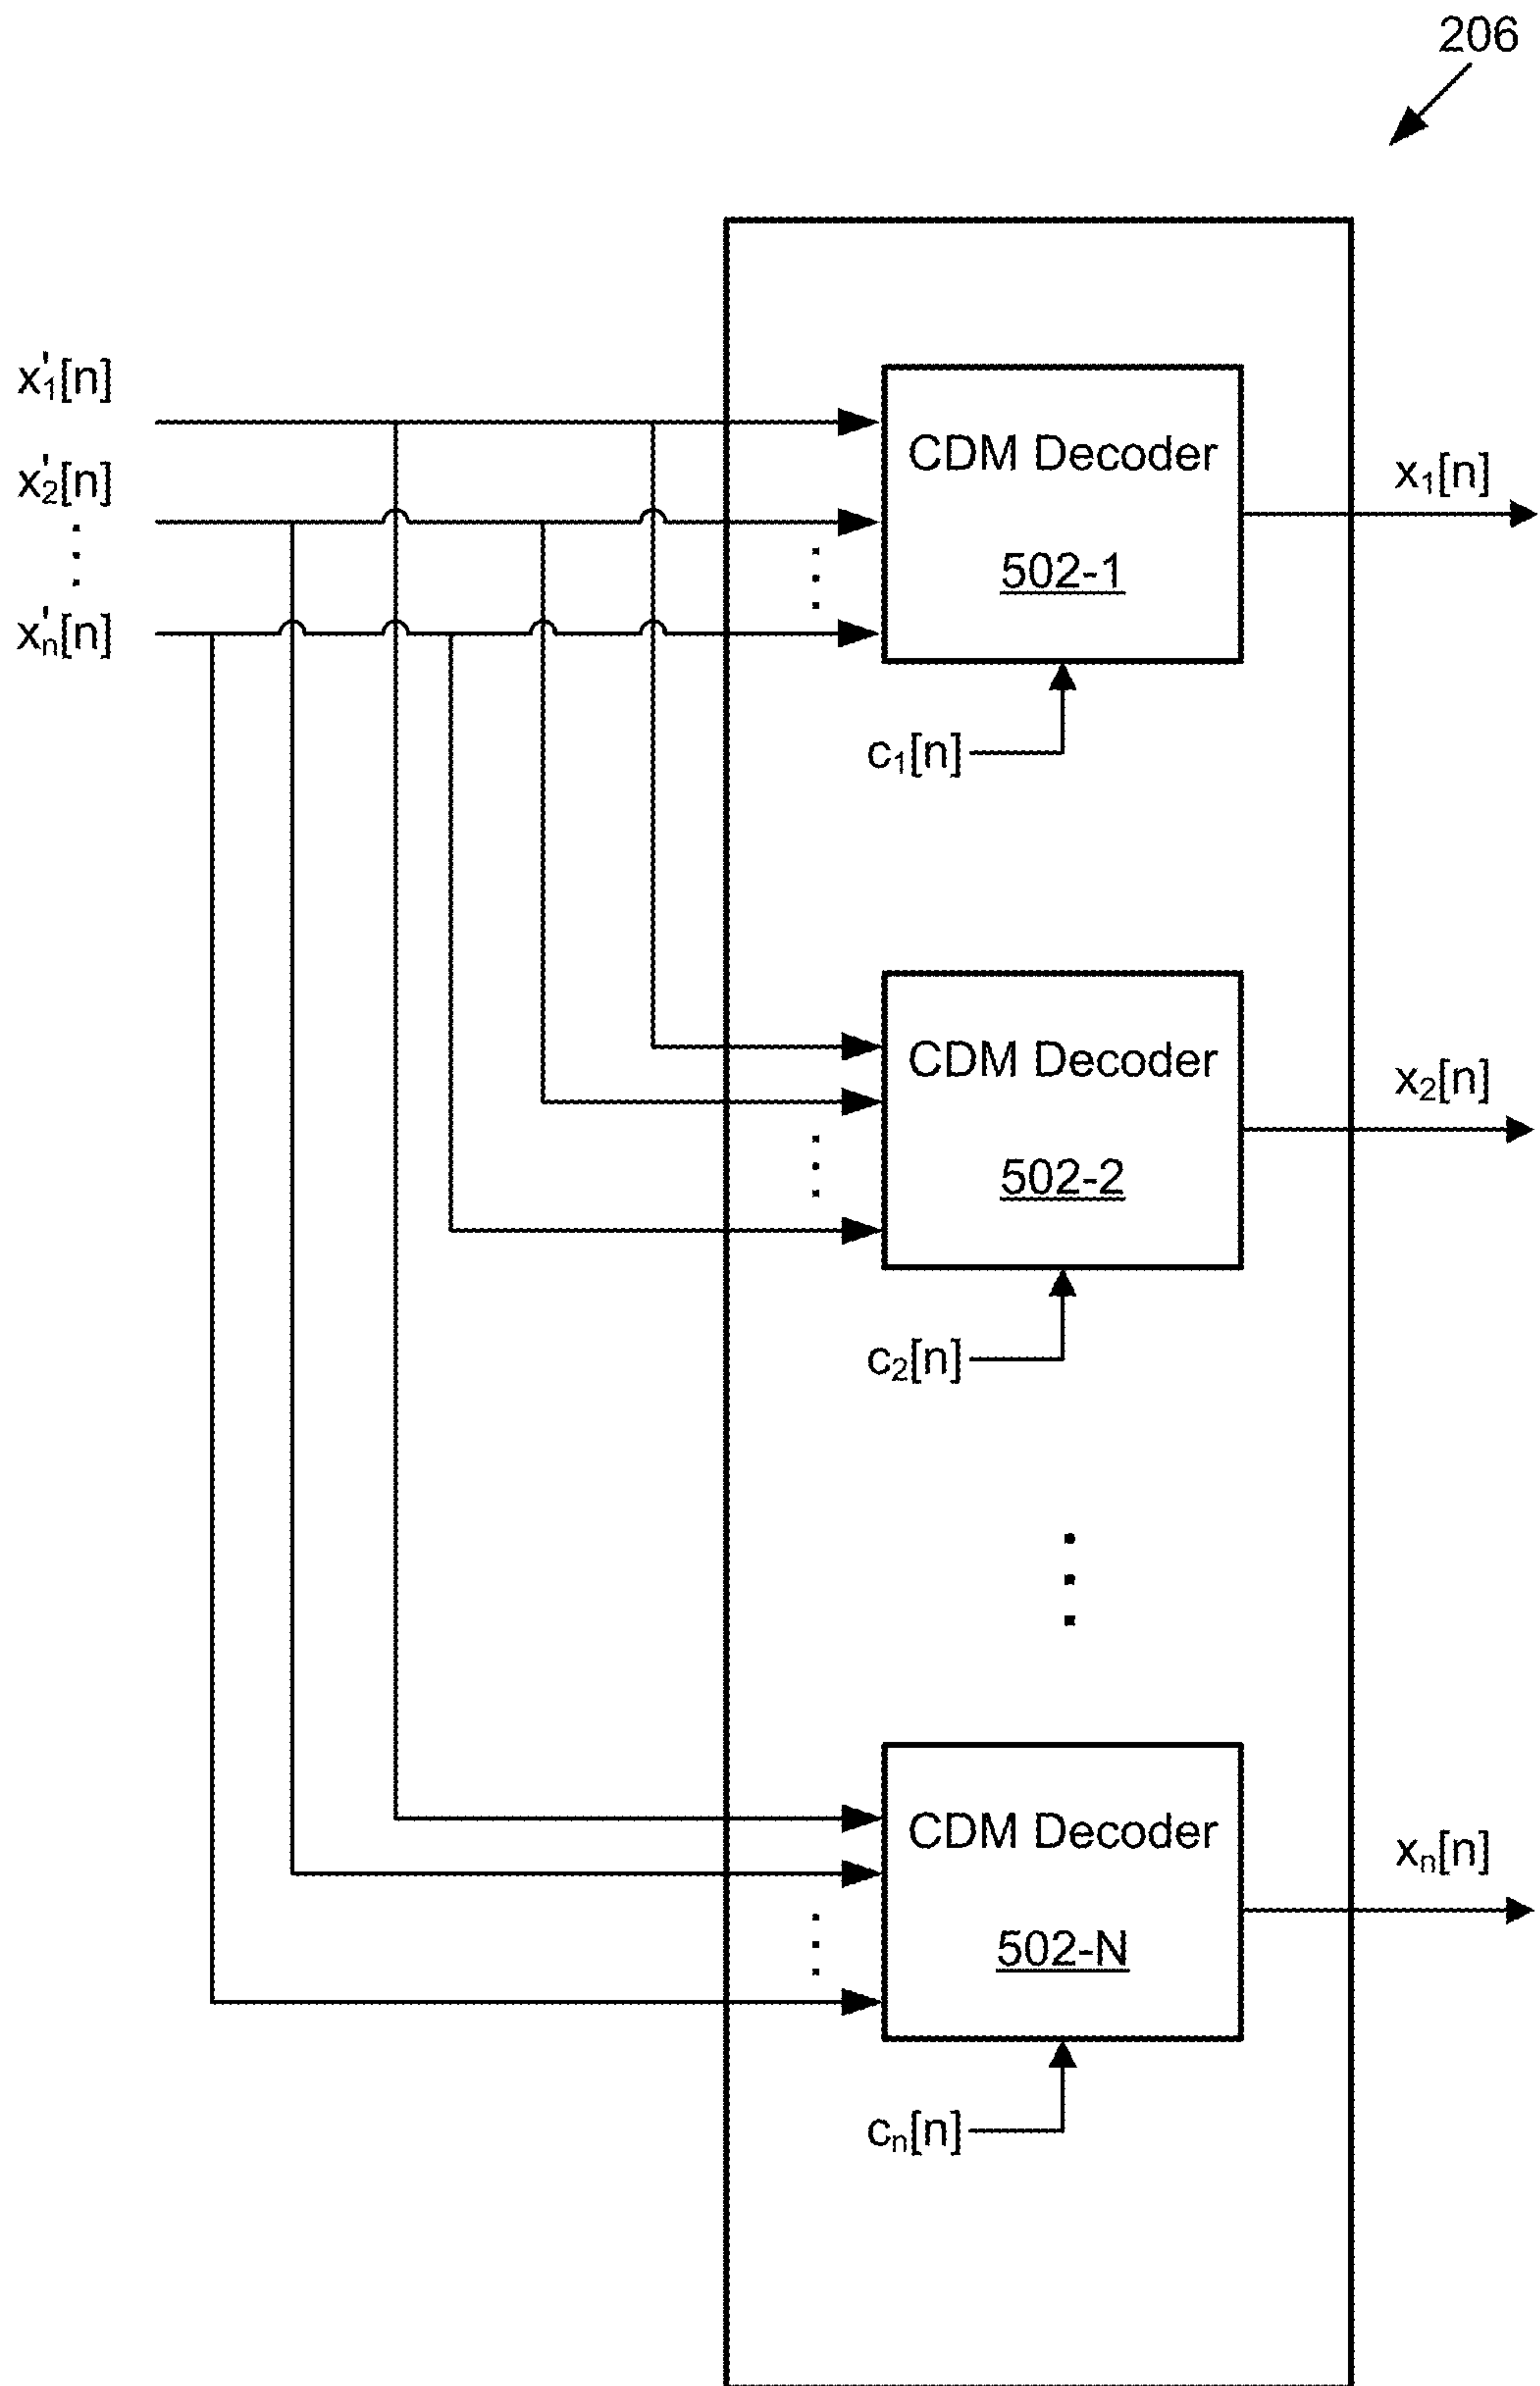 206
x'₁[n]
x'₂[n]
x'ₙ[n]
CDM Decoder
502-1
x₁[n]
c₁[n]
CDM Decoder
502-2
x₂[n]
c₂[n]
CDM Decoder
502-N
xₙ[n]
cₙ[n]